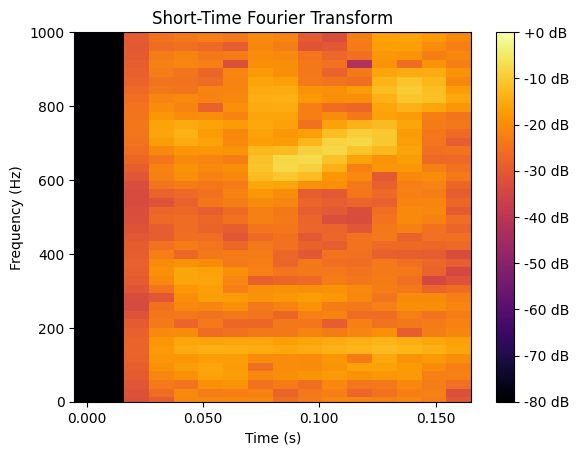 Short-Time Fourier Transform
1000
800
600
400
200
0
Frequency (Hz)
0.000
0.050
0.100
0.150
Time (s)
+0 dB
-10 dB
-20 dB
-30 dB
-40 dB
-50 dB
-60 dB
-70 dB
-80 dB